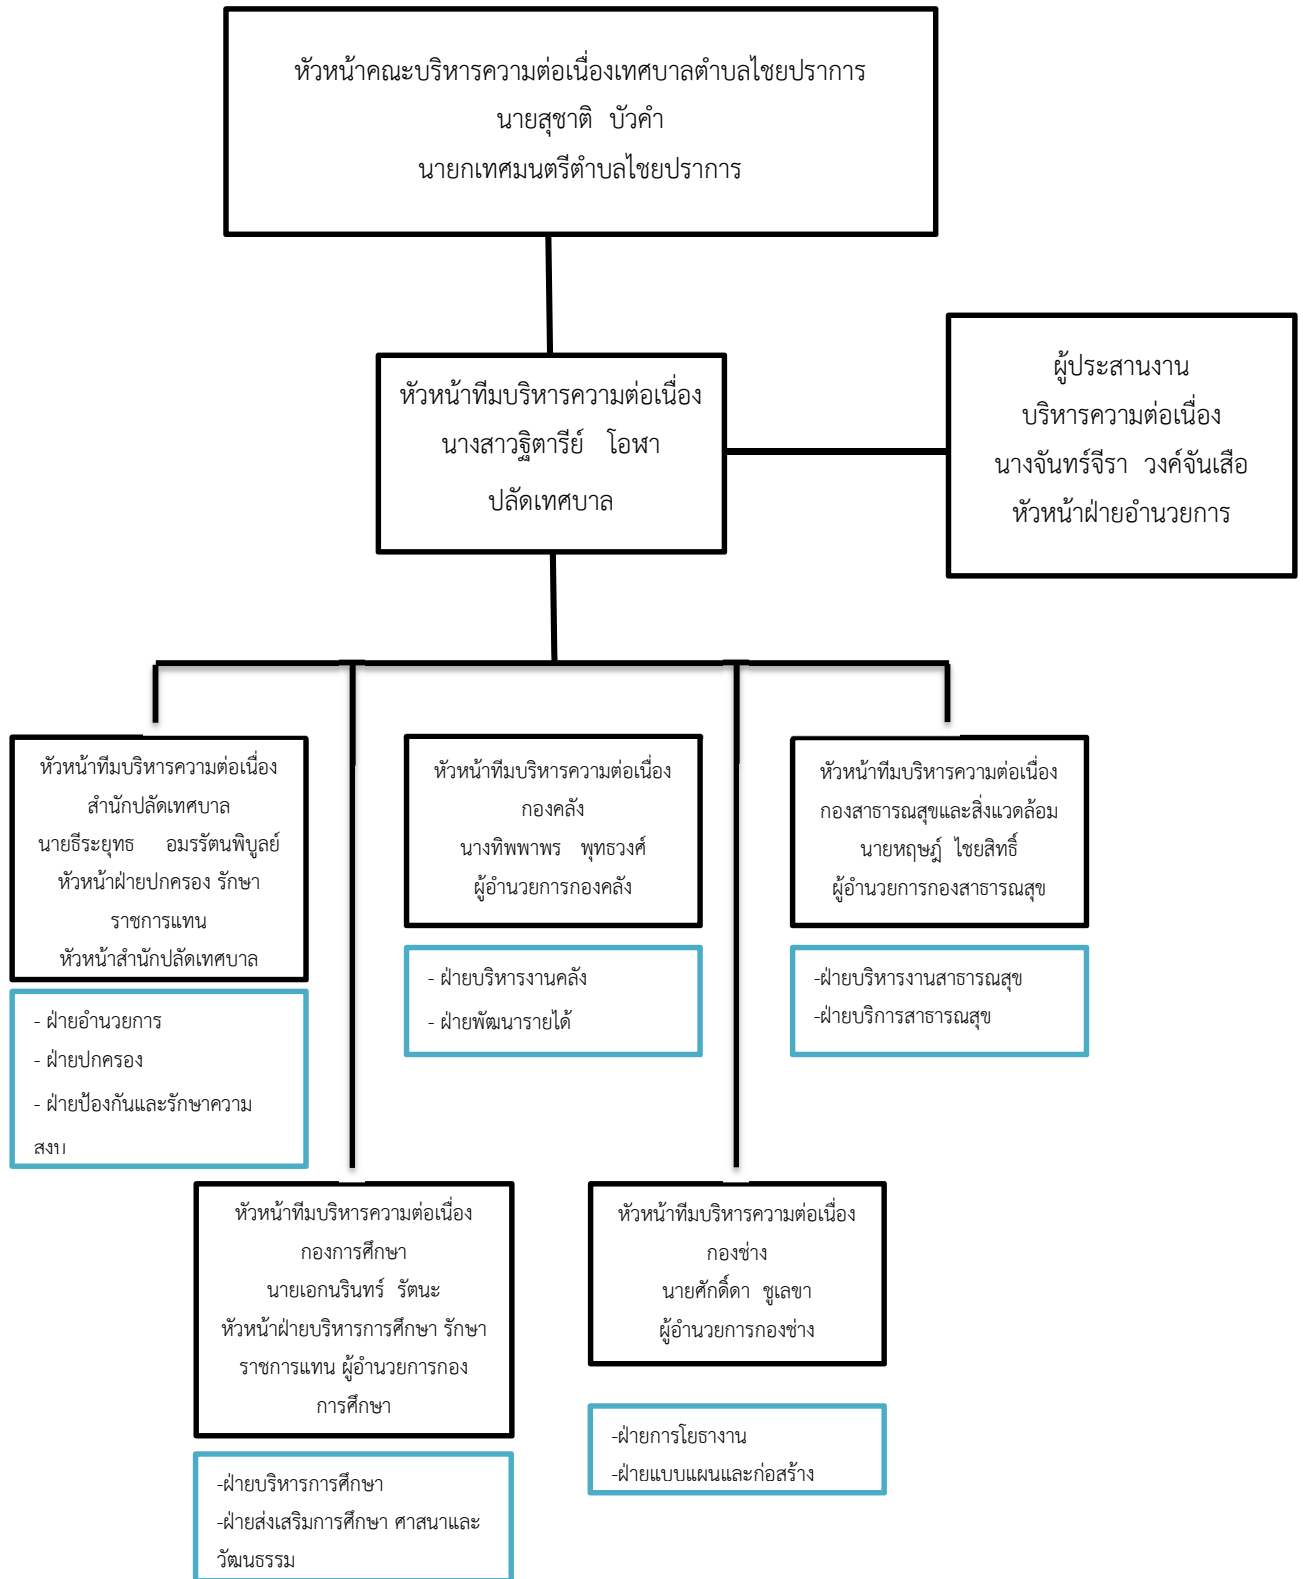 หัวหน้าคณะบริหารความต่อเนื่องเทศบาลตำบลไชยปราการ
นายสุชาติ บัวคำ
นายกเทศมนตรีตำบลไชยปราการ
หัวหน้าทีมบริหารความต่อเนื่อง
นางสาวฐิตารีย์ โอฬา
ปลัดเทศบาล
ผู้ประสานงาน
บริหารความต่อเนื่อง
นางจันทร์จีรา วงค์จันเสือ
หัวหน้าฝ่ายอำนวยการ
หัวหน้าทีมบริหารความต่อเนื่อง
สำนักปลัดเทศบาล
นายธีระยุทธ อมรรัตนพิบูลย์
หัวหน้าฝ่ายปกครอง รักษา
ราชการแทน
หัวหน้าสำนักปลัดเทศบาล
- ฝ่ายอำนวยการ
- ฝ่ายปกครอง
- ฝ่ายป้องกันและรักษาความ
สงบ
หัวหน้าทีมบริหารความต่อเนื่อง
กองคลัง
นางทิพพาพร พุทธวงศ์
ผู้อำนวยการกองคลัง
- ฝ่ายบริหารงานคลัง
- ฝ่ายพัฒนารายได้
หัวหน้าทีมบริหารความต่อเนื่อง
กองสาธารณสุขและสิ่งแวดล้อม
นายหฤษฎ์ ไชยสิทธิ์
ผู้อำนวยการกองสาธารณสุข
-ฝ่ายบริหารงานสาธารณสุข
-ฝ่ายบริการสาธารณสุข
หัวหน้าทีมบริหารความต่อเนื่อง
กองการศึกษา
นายเอกนรินทร์ รัตนะ
หัวหน้าฝ่ายบริหารการศึกษา รักษา
ราชการแทน ผู้อำนวยการกอง
การศึกษา
-ฝ่ายบริหารการศึกษา
-ฝ่ายส่งเสริมการศึกษา ศาสนาและ
วัฒนธรรม
หัวหน้าทีมบริหารความต่อเนื่อง
กองช่าง
นายศักดิ์ดา ชูเลขา
ผู้อำนวยการกองช่าง
-ฝ่ายการโยธางาน
-ฝ่ายแบบแผนและก่อสร้าง